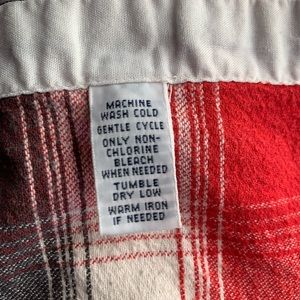 MACHINE
WASH COLD
GENTLE CYCLE
ONLY NON-
CHLORINE
BLEACH
WHEN NEEDED
TUMBLE
DRY LOW
WARM IRON
IF NEEDED